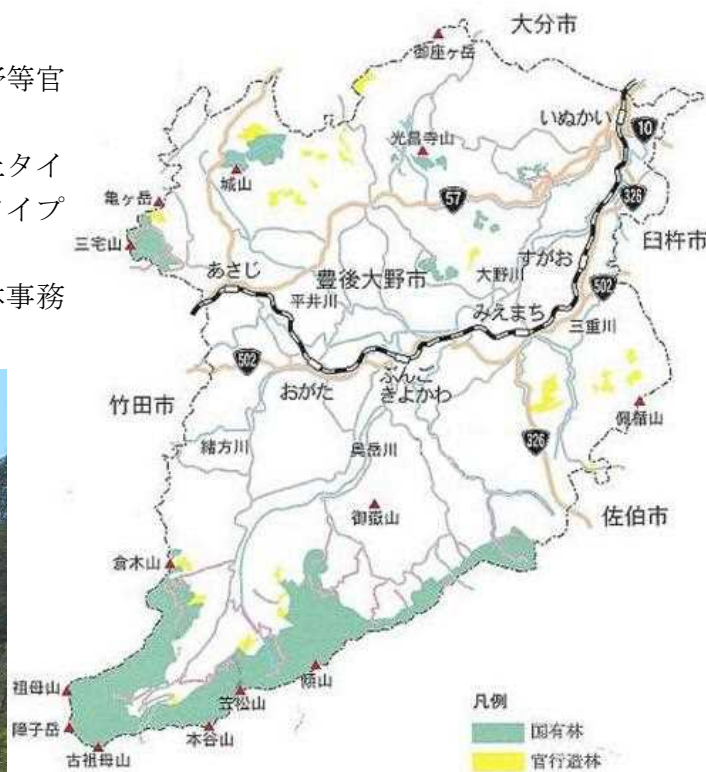 野等官
タイ
イプ
事務
大分市
御座ヶ岳
いぬかい
10
光昌寺山
城山
57
326
亀ヶ岳
三宅山
臼杵市
あさじ
豊後大野市
すがお
大野川
平井川
みえまち
502
三重川
502
おがた
ぶんご
きよかわ
竹田市
佩楯山
緒方川
奥岳川
326
御嶽山
佐伯市
倉木山
傾山
祖母山
笠松山
障子岳
本谷山
古祖母山
凡例
国有林
官行造林